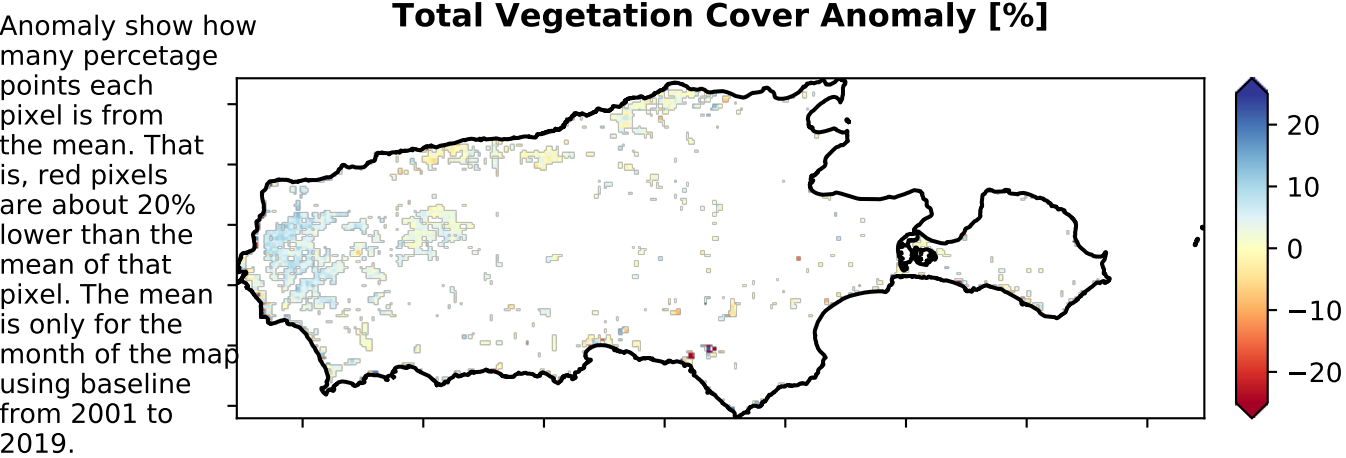 Total Vegetation Cover Anomaly [%]
Anomaly show how
many percetage
points each
pixel is from
the mean. That
is, red pixels
are about 20%
lower than the
mean of that
pixel. The mean
is only for the
month of the map
using baseline
from 2001 to
2019.
20
10
0
−10
−20